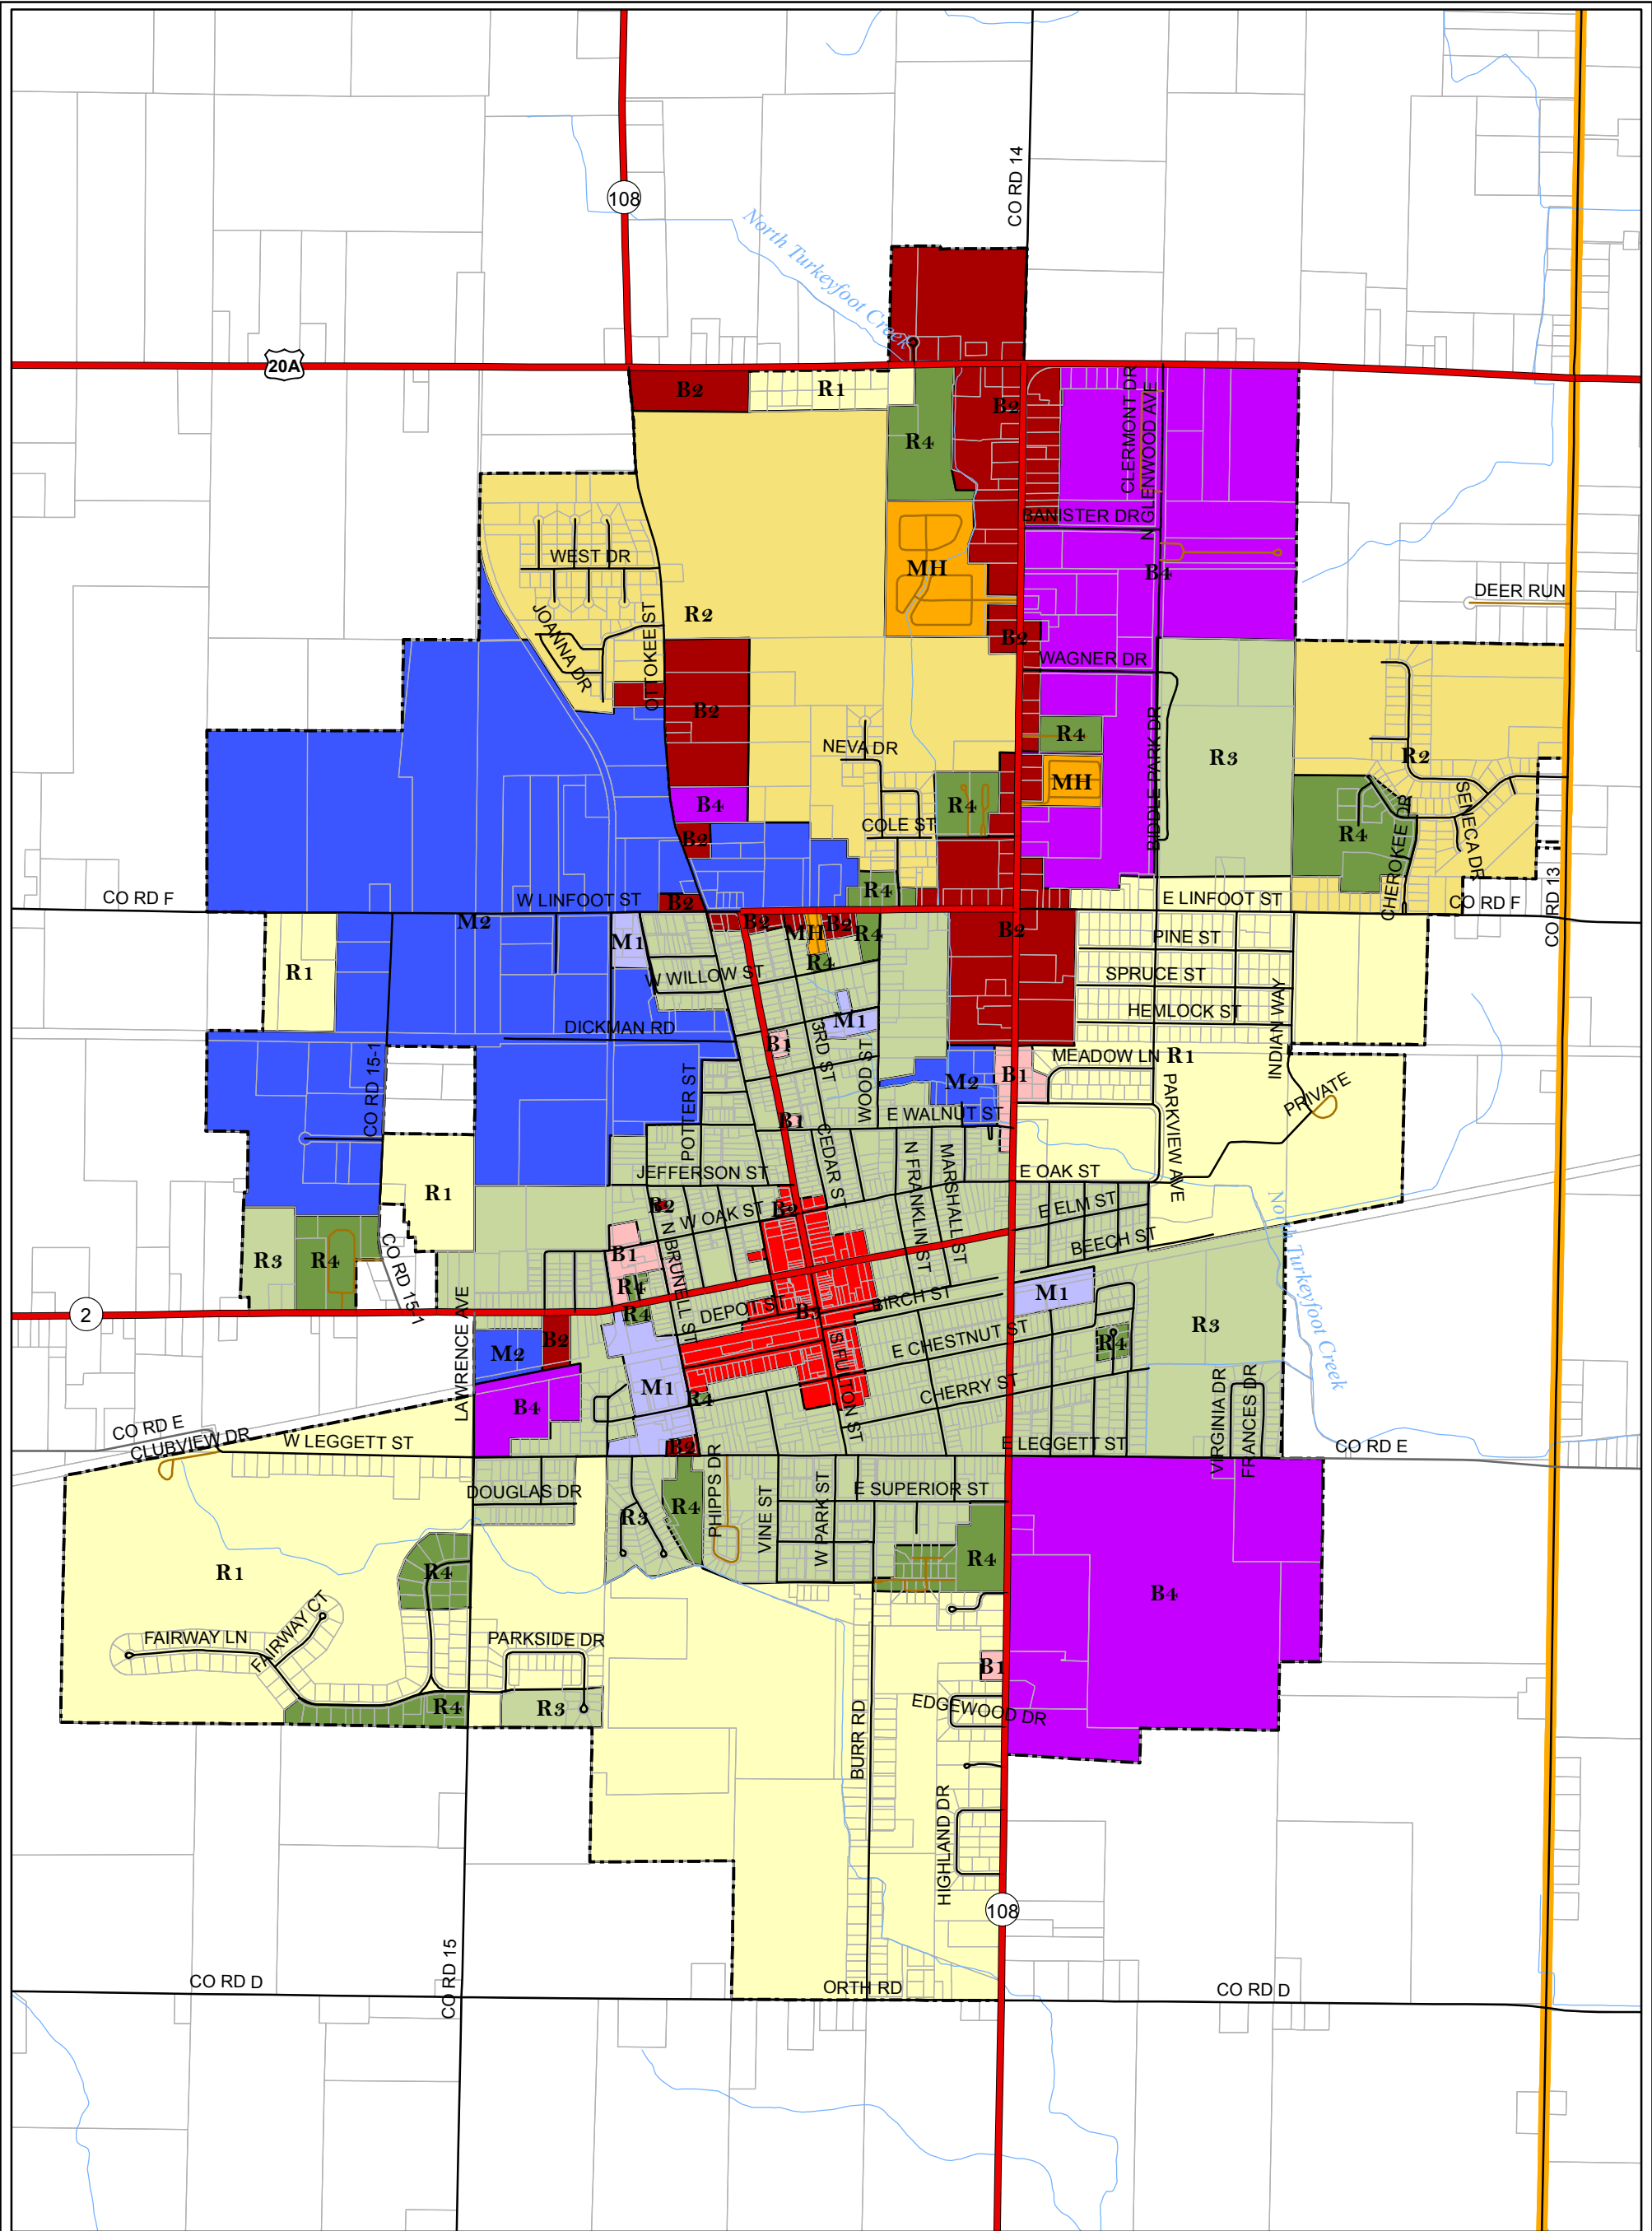 CO RD 14
108
North Turkeyfoot Creek
20A
B2
R1
B2
CLERMONT DR
N GLENWOOD AVE
R4
BANISTER DR
WEST DR
MH
B4
DEER RUN
JOANNA DR
OTTOKEE ST
R2
B2
WAGNER DR
B2
R4
BIDDLE PARK DR
R3
R2
NEVA DR
MH
B4
R4
SENECA DR
COLE ST
B2
R4
CHEROKEE DR
R4
CO RD F
W LINFOOT ST
B2
E LINFOOT ST
CO RD F
CO RD 13
M2
M1
B2
MH
B2
R4
B2
PINE ST
R4
R1
W WILLOW ST
SPRUCE ST
HEMLOCK ST
INDIAN WAY
DICKMAN RD
3RD ST
M1
B1
WOOD ST
MEADOW LN
R1
CO RD 15-1
POTTER ST
M2
B1
PRIVATE
PARKVIEW AVE
B1
E WALNUT ST
CEDAR ST
N FRANKLIN ST
MARSHALL ST
JEFFERSON ST
E OAK ST
R1
B2
W OAK ST
B2
E ELM ST
North Turkeyfoot Creek
N BRUNELL ST
BEECH ST
R3
R4
CO RD 15-1
B1
R4
M1
2
R4
DEPOT ST
B3
BIRCH ST
R3
LAWRENCE AVE
M2
B2
S FULTON ST
E CHESTNUT ST
R4
M1
R4
CHERRY ST
VIRGINIA DR
FRANCES DR
B4
CO RD E
CLUBVIEW DR
W LEGGETT ST
B2
E LEGGETT ST
CO RD E
DOUGLAS DR
R3
R4
PHIPPS DR
VINE ST
W PARK ST
E SUPERIOR ST
R1
R4
R4
B4
FAIRWAY LN
FAIRWAY CT
PARKSIDE DR
B1
R4
R3
BURR RD
EDGEWOOD DR
HIGHLAND DR
108
CO RD 15
CO RD D
ORTH RD
CO RD D